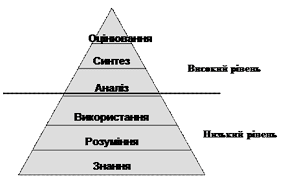 Оцінювання
Синтез
Високий рівень
Аналіз
Використання
Низький рівень
Розуміння
Знання